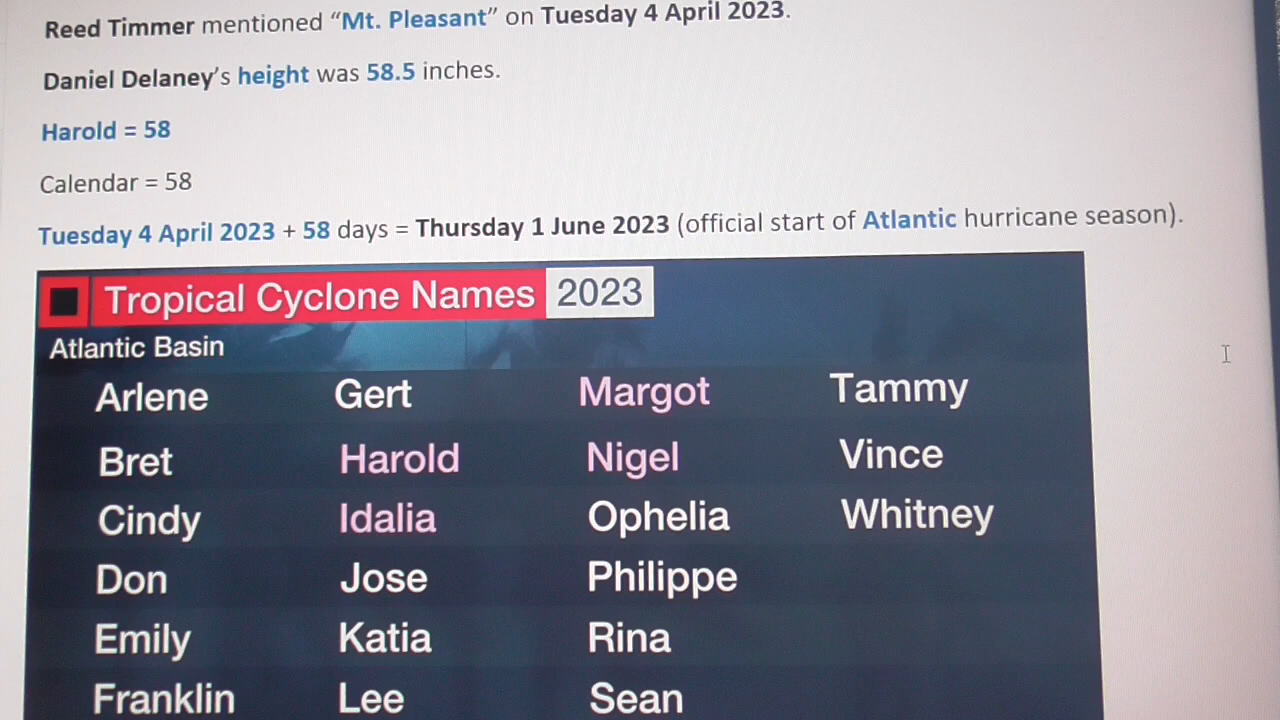 Reed Timmer mentioned “Mt. Pleasant” on Tuesday 4 April 2023.
Daniel Delaney’s height was 58.5 inches.
Harold = 58
Calendar = 58
Tuesday 4 April 2023 + 58 days = Thursday 1 June 2023 (official start of Atlantic hurricane season).
Tropical Cyclone Names 2023
Atlantic Basin
Arlene Gert Margot Tammy
Bret Harold Nigel Vince
Cindy Idalia Ophelia Whitney
Don Jose Philippe
Emily Katia Rina
Franklin Lee Sean